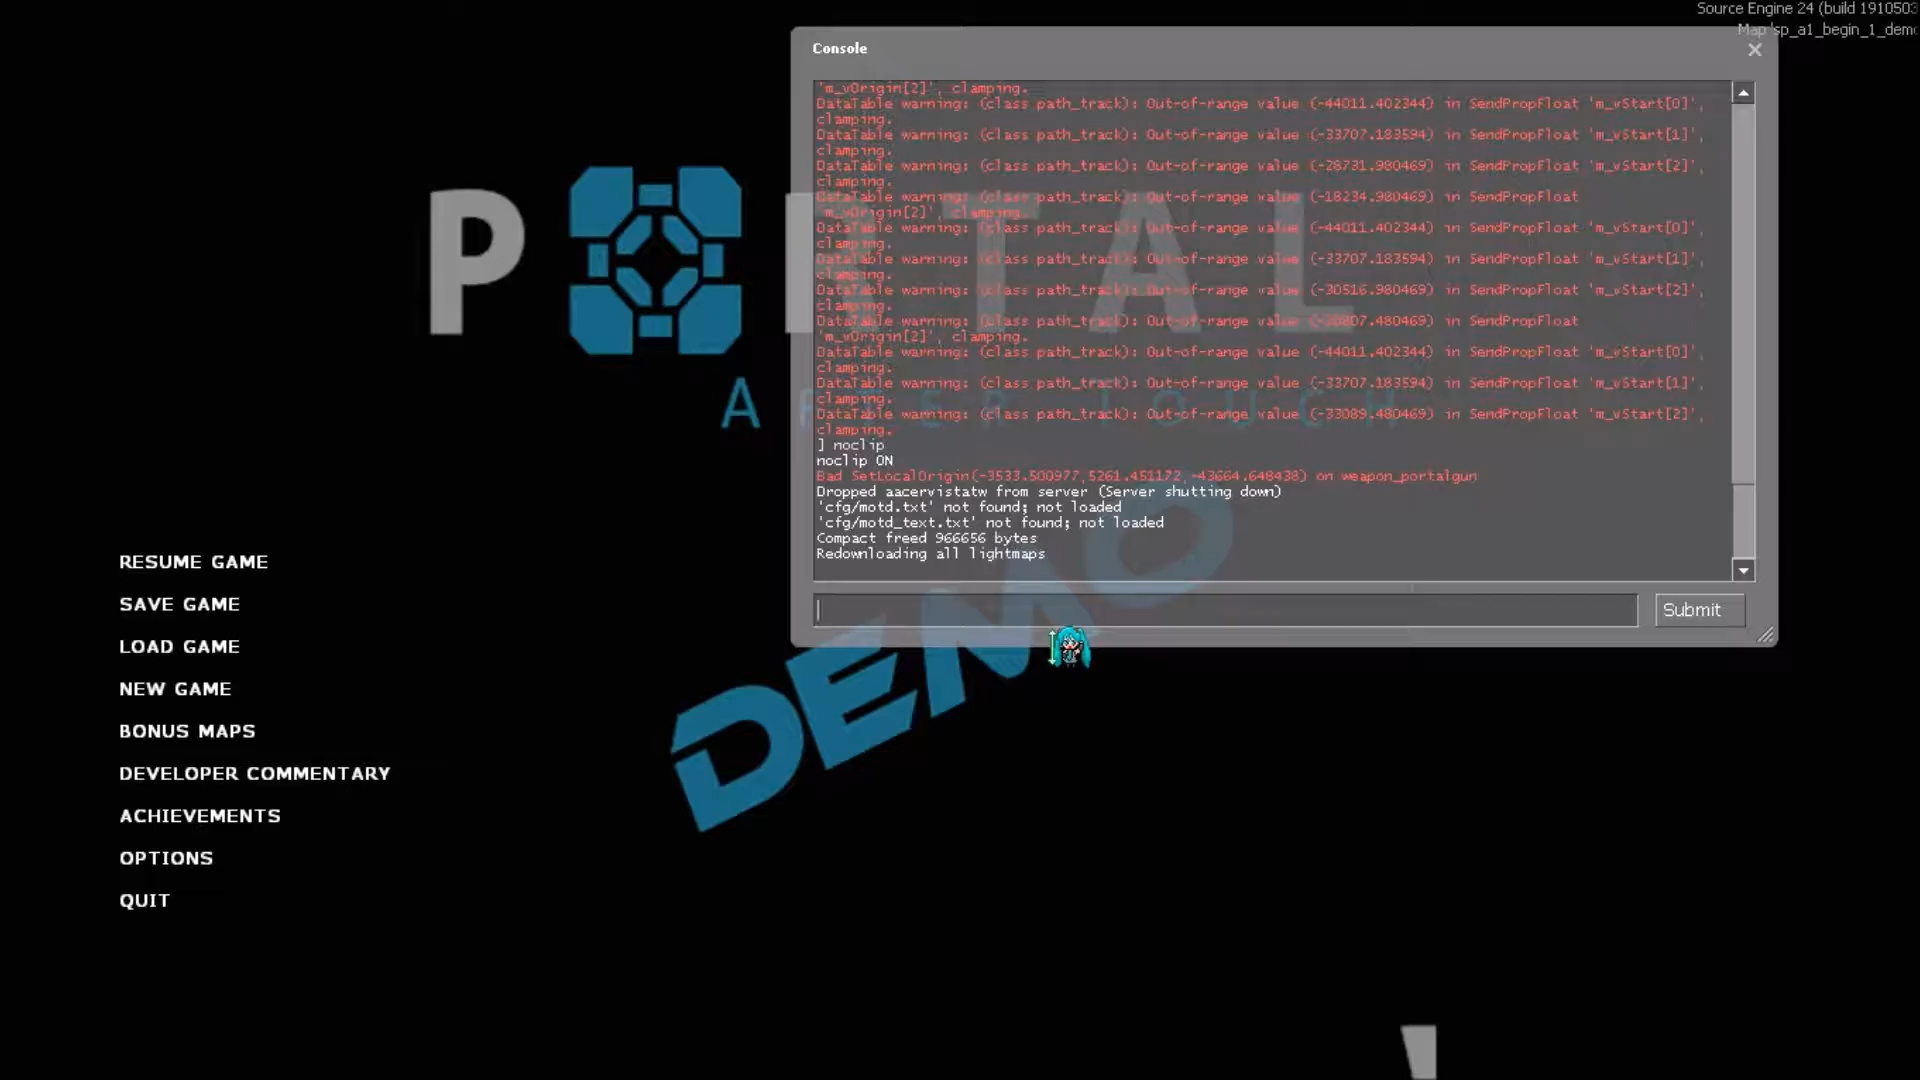 Source Engine 24 (build 1910503
Map 'sp_a1_begin_1_demo
Console
'm_vOrigin[2]', clamping.
DataTable warning: (class path_track): Out-of-range value (-44011.402344) in SendPropFloat 'm_vStart[0]',
clamping.
DataTable warning: (class path_track): Out-of-range value (-33707.183594) in SendPropFloat 'm_vStart[1]',
clamping.
DataTable warning: (class path_track): Out-of-range value (-28731.980469) in SendPropFloat 'm_vStart[2]',
clamping.
DataTable warning: (class path_track): Out-of-range value (-18234.980469) in SendPropFloat
'm_vOrigin[2]', clamping.
DataTable warning: (class path_track): Out-of-range value (-44011.402344) in SendPropFloat 'm_vStart[0]',
clamping.
DataTable warning: (class path_track): Out-of-range value (-33707.183594) in SendPropFloat 'm_vStart[1]',
clamping.
DataTable warning: (class path_track): Out-of-range value (-30516.980469) in SendPropFloat 'm_vStart[2]',
clamping.
DataTable warning: (class path_track): Out-of-range value in SendPropFloat
'm_vOrigin[2]', clamping.
DataTable warning: (class path_track): Out-of-range value (-44011.402344) in SendPropFloat 'm_vStart[0]',
clamping.
DataTable warning: (class path_track): Out-of-range value (-33707.183594) in SendPropFloat 'm_vStart[1]',
clamping.
DataTable warning: (class path_track): Out-of-range value (-33089.480469) in SendPropFloat 'm_vStart[2]',
clamping.
] noclip
noclip ON
Bad SetLocalOrigin(-3533.500977,5261.451172,-43664.648438) on weapon_portalgun
Dropped aacervistatw from server (Server shutting down)
'cfg/motd.txt' not found; not loaded
'cfg/motd_text.txt' not found; not loaded
Compact freed 966656 bytes
Redownloading all lightmaps
Submit
PORTAL
AFTER TOUCH
DEMO
RESUME GAME
SAVE GAME
LOAD GAME
NEW GAME
BONUS MAPS
DEVELOPER COMMENTARY
ACHIEVEMENTS
OPTIONS
QUIT